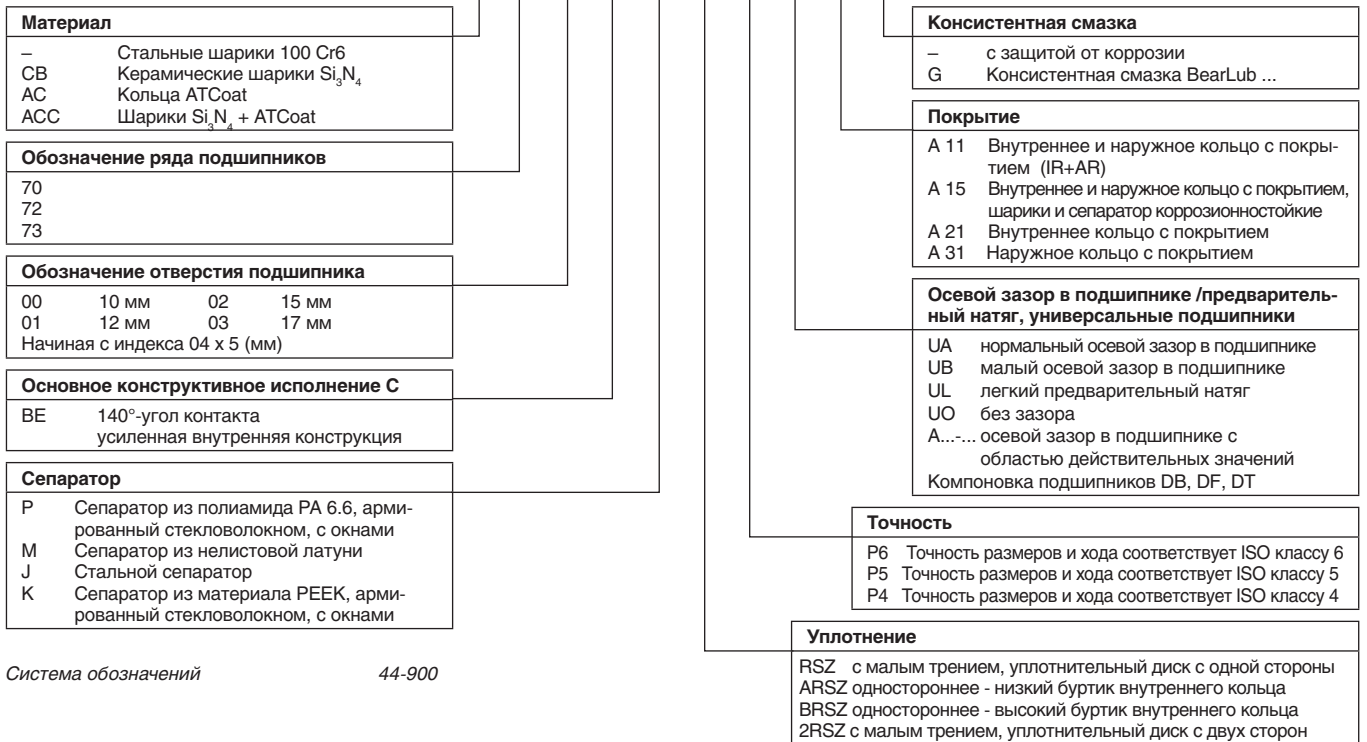 Материал
– Стальные шарики 100 Cr6
CB Керамические шарики Si₃N₄
AC Кольца ATCoat
ACC Шарики Si₃N₄ + ATCoat
Обозначение ряда подшипников
70
72
73
Обозначение отверстия подшипника
00 10 мм 02 15 мм
01 12 мм 03 17 мм
Начиная с индекса 04 x 5 (мм)
Основное конструктивное исполнение С
BE 140°-угол контакта
усиленная внутренняя конструкция
Сепаратор
P Сепаратор из полиамида PA 6.6, арми-
рованный стекловолокном, с окнами
M Сепаратор из нелистовой латуни
J Стальной сепаратор
K Сепаратор из материала PEEK, арми-
рованный стекловолокном, с окнами
Система обозначений 44-900
Консистентная смазка
– с защитой от коррозии
G Консистентная смазка BearLub ...
Покрытие
A 11 Внутреннее и наружное кольцо с покры-
тием (IR+AR)
A 15 Внутреннее и наружное кольцо с покрытием,
шарики и сепаратор коррозионностойкие
A 21 Внутреннее кольцо с покрытием
A 31 Наружное кольцо с покрытием
Осевой зазор в подшипнике /предваритель-
ный натяг, универсальные подшипники
UA нормальный осевой зазор в подшипнике
UB малый осевой зазор в подшипнике
UL легкий предварительный натяг
UO без зазора
A...-... осевой зазор в подшипнике с
областью действительных значений
Компоновка подшипников DB, DF, DT
Точность
P6 Точность размеров и хода соответствует ISO классу 6
P5 Точность размеров и хода соответствует ISO классу 5
P4 Точность размеров и хода соответствует ISO классу 4
Уплотнение
RSZ с малым трением, уплотнительный диск с одной стороны
ARSZ одностороннее - низкий буртик внутреннего кольца
BRSZ одностороннее - высокий буртик внутреннего кольца
2RSZ с малым трением, уплотнительный диск с двух сторон